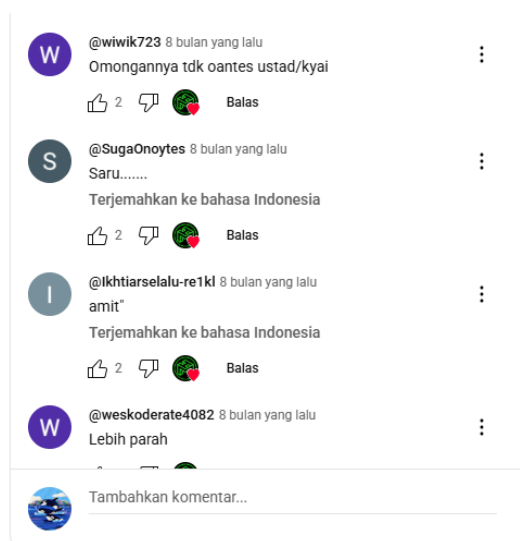 W
@wiwik723 8 bulan yang lalu
Omongannya tdk oantes ustad/kyai
2 Balas
S
@SugaOnoytes 8 bulan yang lalu
Saru.......
Terjemahkan ke bahasa Indonesia
2 Balas
I
@Ikhtiarselalu-re1kl 8 bulan yang lalu
amit"
Terjemahkan ke bahasa Indonesia
2 Balas
W
@weskoderate4082 8 bulan yang lalu
Lebih parah
Tambahkan komentar...